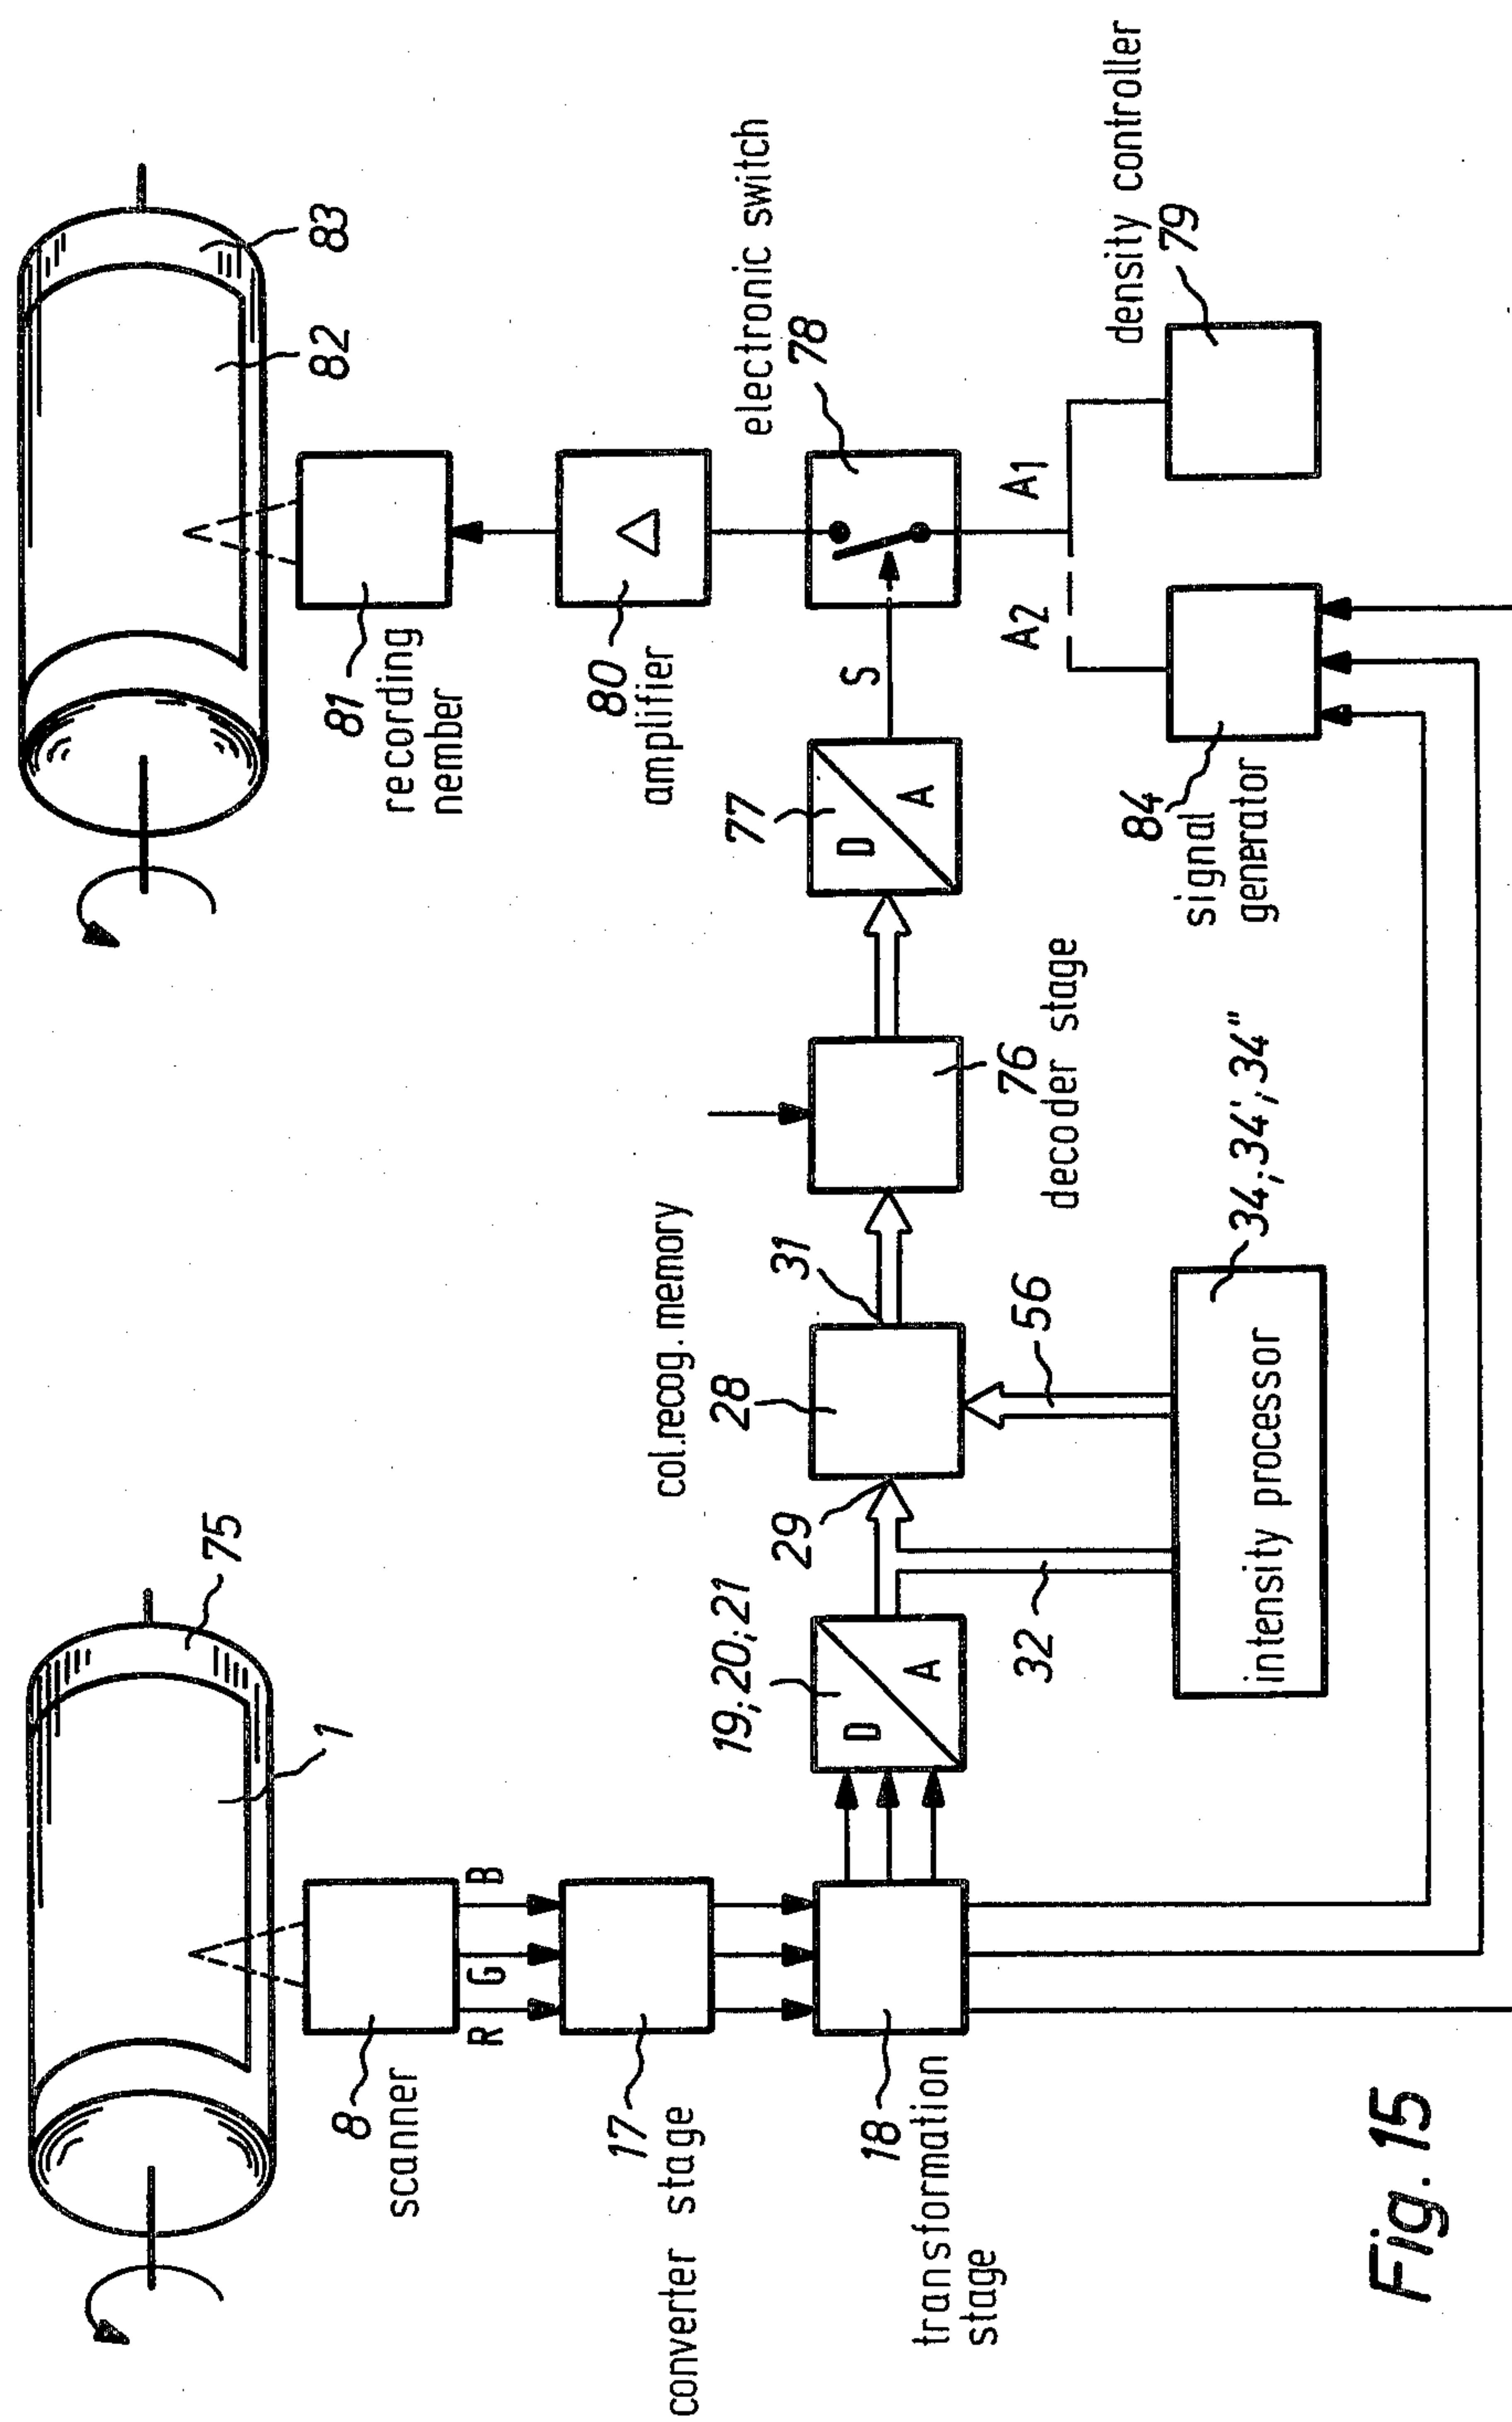 75
1
8
scanner
R G B
17
converter stage
18
transformation
stage
19; 20; 21
D
A
29
32
col.recog.memory
28
31
56
intensity processor
34; 34'; 34"
76
decoder stage
77
D
A
S
electronic switch
78
A1
A2
density controller
79
84
signal
generator
80
amplifier
81
recording
nember
82
83
Fig. 15